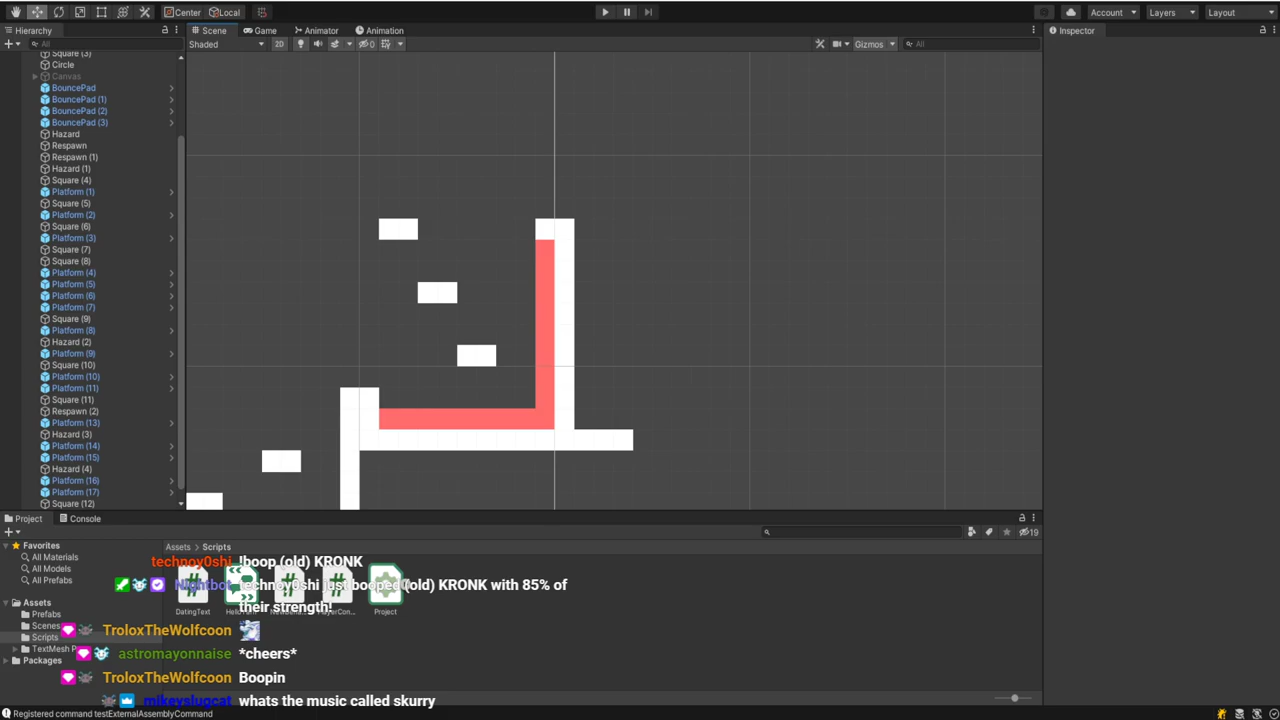 Center
Local
Account
Layers
Layout
Hierarchy
Scene
Game
Animator
Animation
Inspector
All
Shaded
2D
0
Gizmos
All
Square (3)
Circle
Canvas
BouncePad
BouncePad (1)
BouncePad (2)
BouncePad (3)
Hazard
Respawn
Respawn (1)
Hazard (1)
Square (4)
Platform (1)
Square (5)
Platform (2)
Square (6)
Platform (3)
Square (7)
Square (8)
Platform (4)
Platform (5)
Platform (6)
Platform (7)
Square (9)
Platform (8)
Hazard (2)
Platform (9)
Square (10)
Platform (10)
Platform (11)
Square (11)
Respawn (2)
Platform (13)
Hazard (3)
Platform (14)
Platform (15)
Hazard (4)
Platform (16)
Platform (17)
Square (12)
Project
Console
19
Favorites
All Materials
All Models
All Prefabs
Assets
Prefabs
Scenes
Scripts
TextMesh P
Packages
Assets > Scripts
DatingText
PlayerCon...
Project
technoy0shi !boop (old) KRONK
Nightbot technoy0shi just booped (old) KRONK with 85% of
their strength!
TroloxTheWolfcoon
astromayonnaise *cheers*
TroloxTheWolfcoon Boopin
mikeyslugcat whats the music called skurry
Registered command testExternalAssemblyCommand